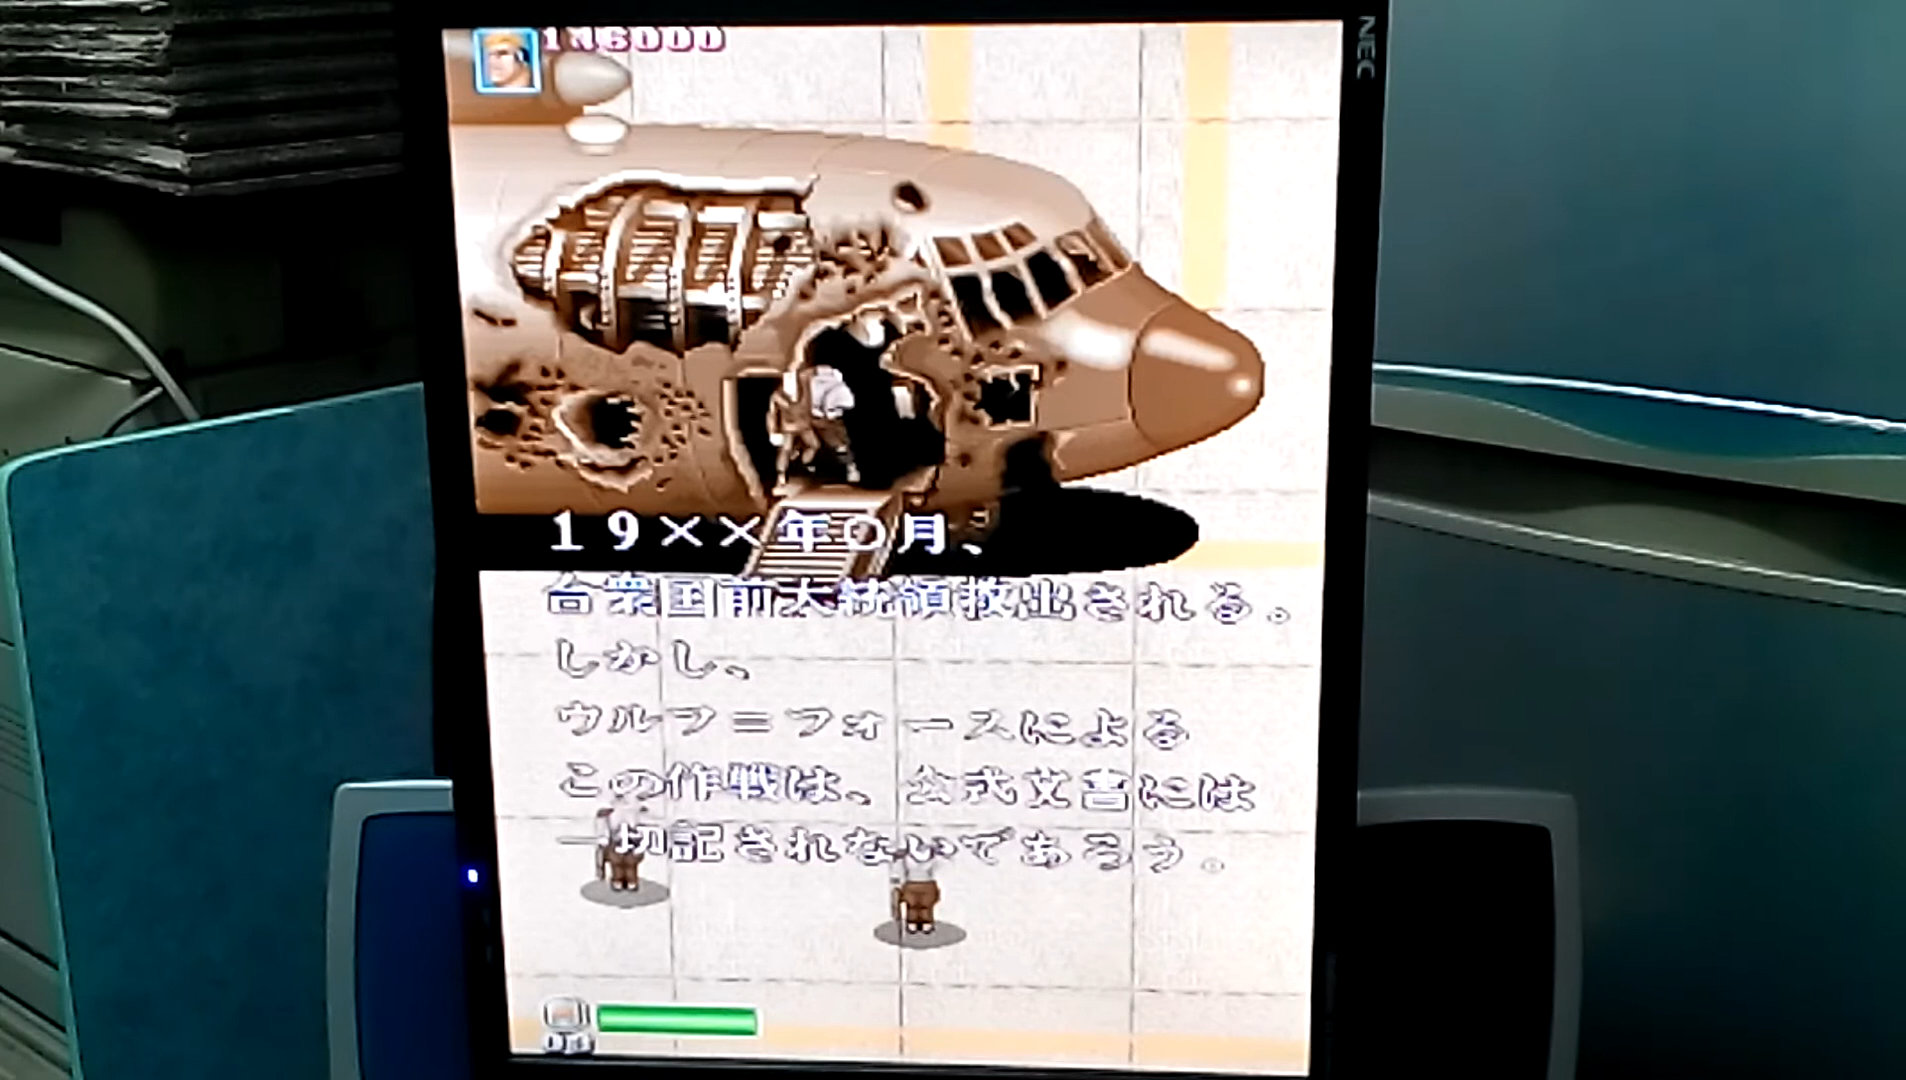 186000
NEC
19××年○月、
合衆国前大統領救出される。
しかし、
ウルフ＝フォースによる
この作戦は、公式文書には
一切記されないであろう。